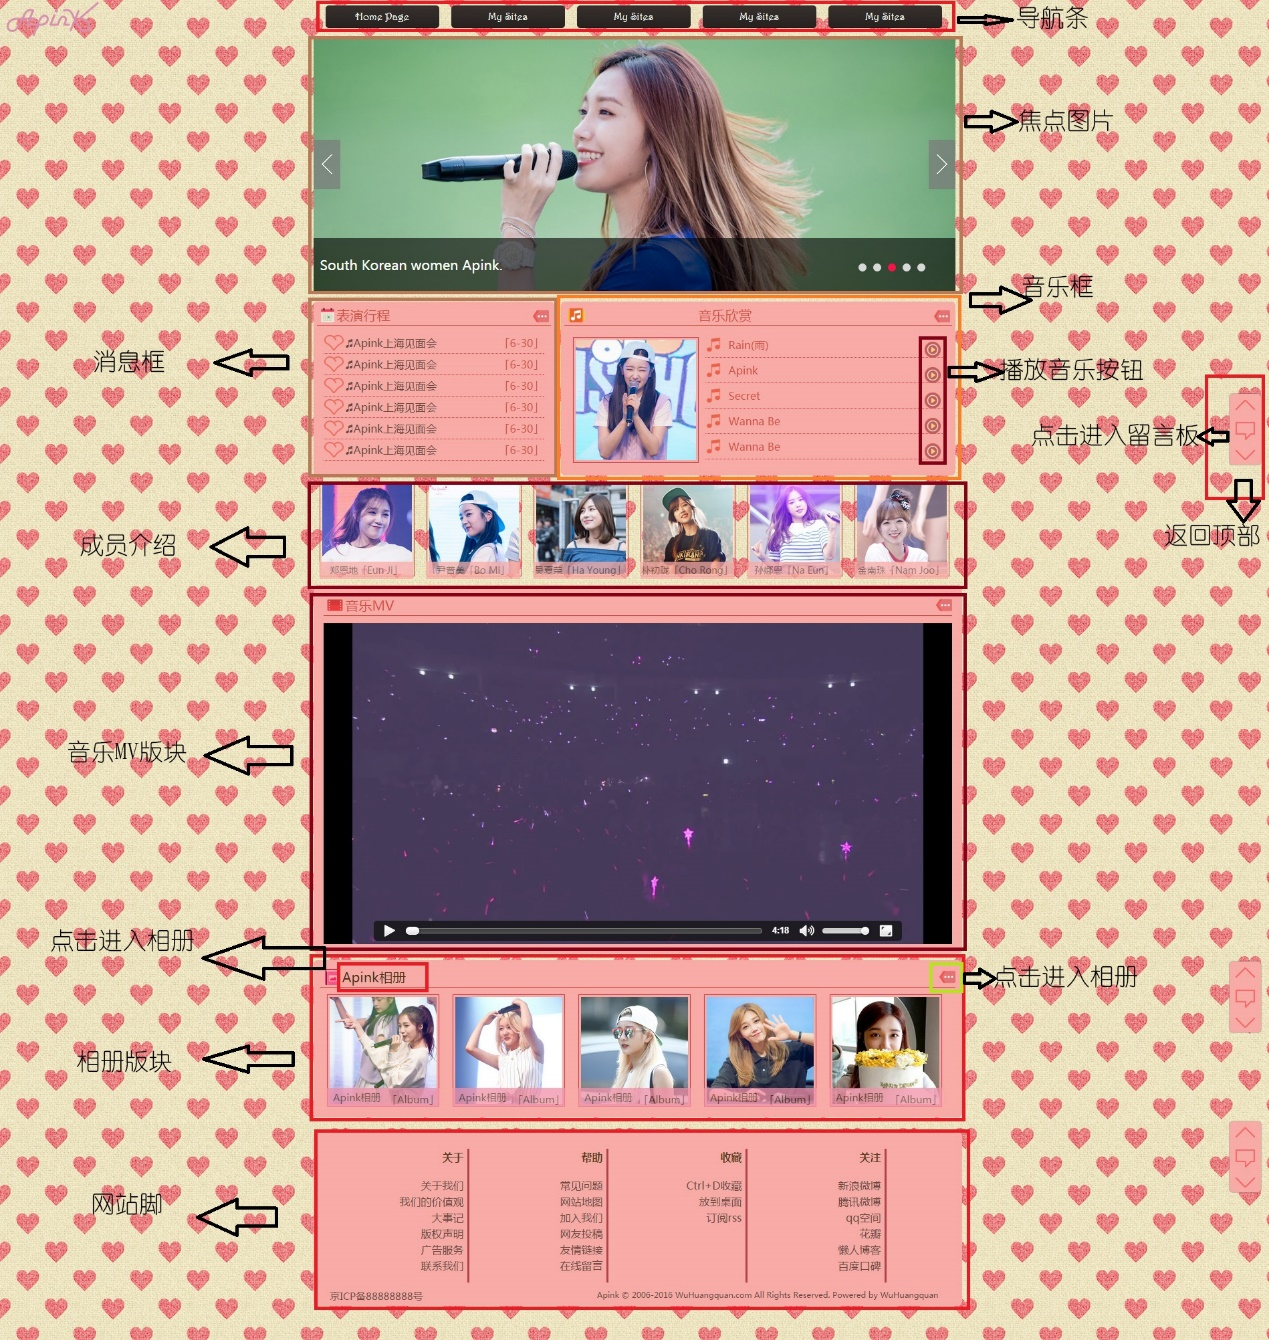 Apink
Home Page
My Sites
My Sites
My Sites
My Sites
导航条
焦点图片
South Korean women Apink.
音乐框
表演行程
音乐欣赏
消息框
♫Apink上海见面会 「6-30」
♫Apink上海见面会 「6-30」
♫Apink上海见面会 「6-30」
♫Apink上海见面会 「6-30」
♫Apink上海见面会 「6-30」
♫Apink上海见面会 「6-30」
Rain(雨)
Apink
Secret
Wanna Be
Wanna Be
播放音乐按钮
点击进入留言板
返回顶部
成员介绍
郑恩地「Eun Ji」
尹普美「Bo Mi」
吴夏荣「Ha Young」
朴初珑「Cho Rong」
孙娜恩「Na Eun」
金南珠「Nam Joo」
音乐MV
音乐MV版块
4:18
点击进入相册
Apink相册
点击进入相册
相册版块
Apink相册 「Album」
Apink相册 「Album」
Apink相册 「Album」
Apink相册 「Album」
Apink相册 「Album」
网站脚
关于
关于我们
我们的价值观
大事记
版权声明
广告服务
联系我们
帮助
常见问题
网站地图
加入我们
网友投稿
友情链接
在线留言
收藏
Ctrl+D收藏
放到桌面
订阅rss
关注
新浪微博
腾讯微博
qq空间
花瓣
懒人博客
百度口碑
京ICP备88888888号
Apink © 2006-2016 WuHuangquan.com All Rights Reserved. Powered by WuHuangquan